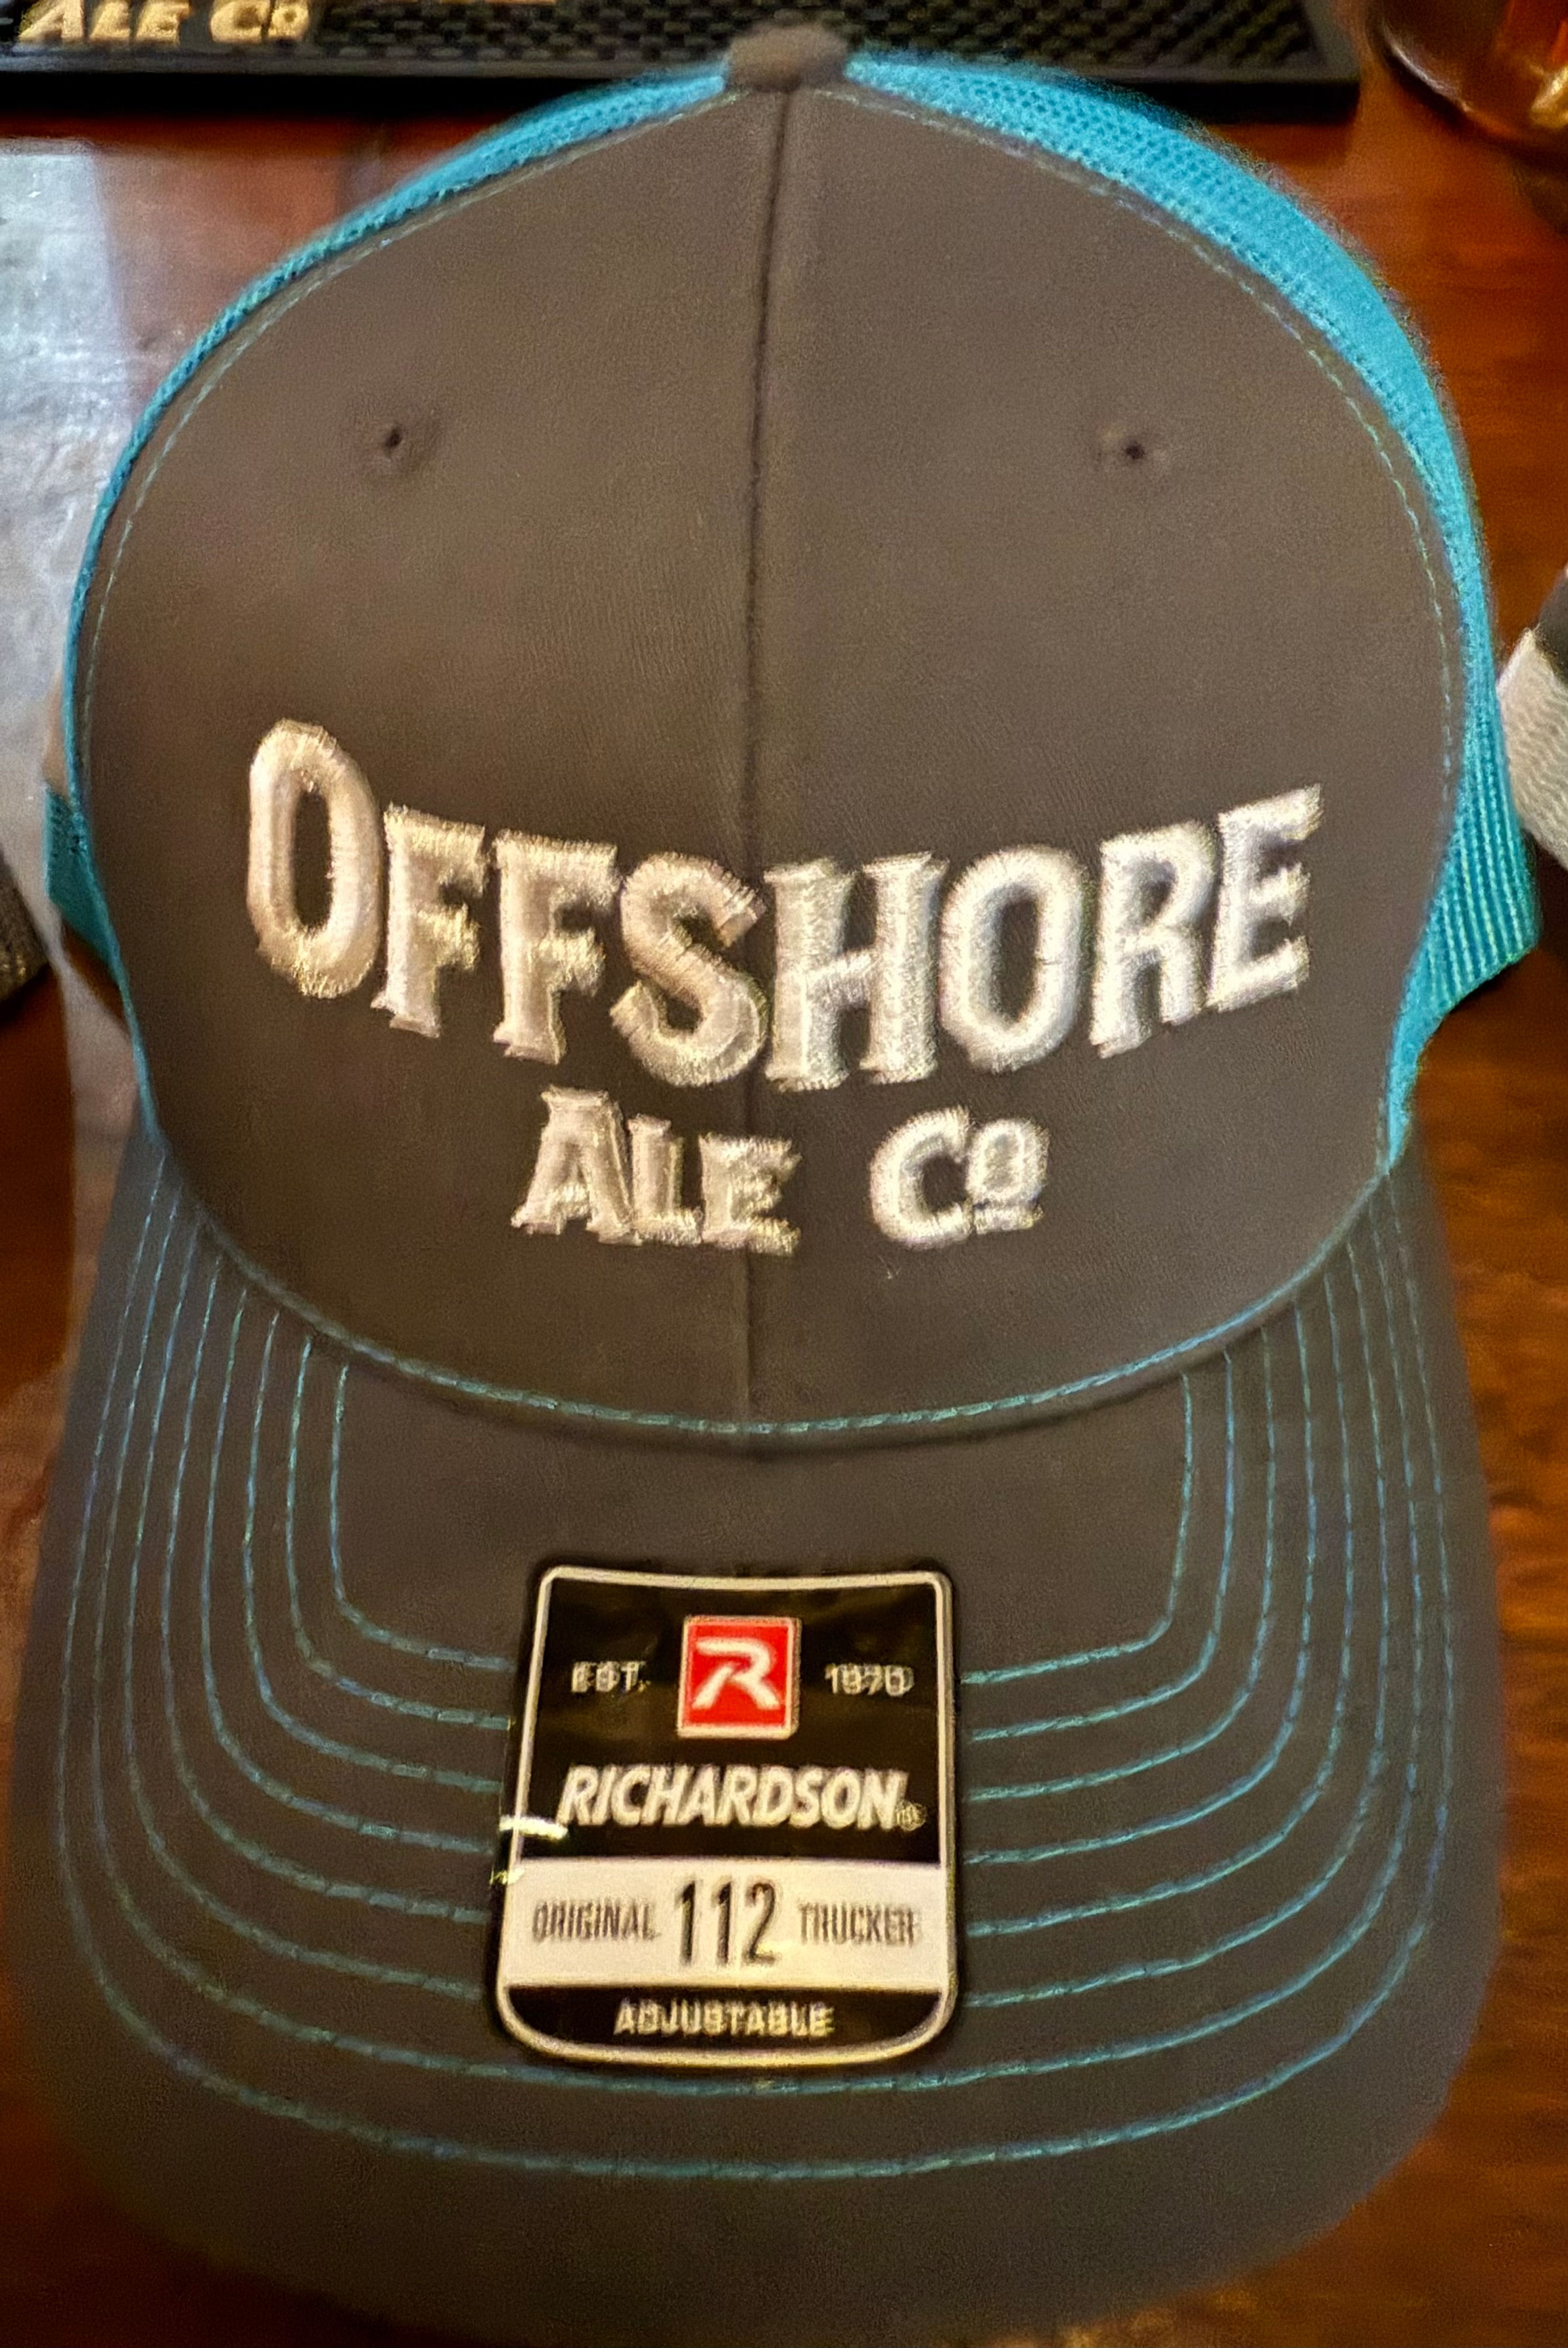 ALE CO
OFFSHORE
ALE CO
EST. R 1970
RICHARDSON®
ORIGINAL 112 TRUCKER
ADJUSTABLE